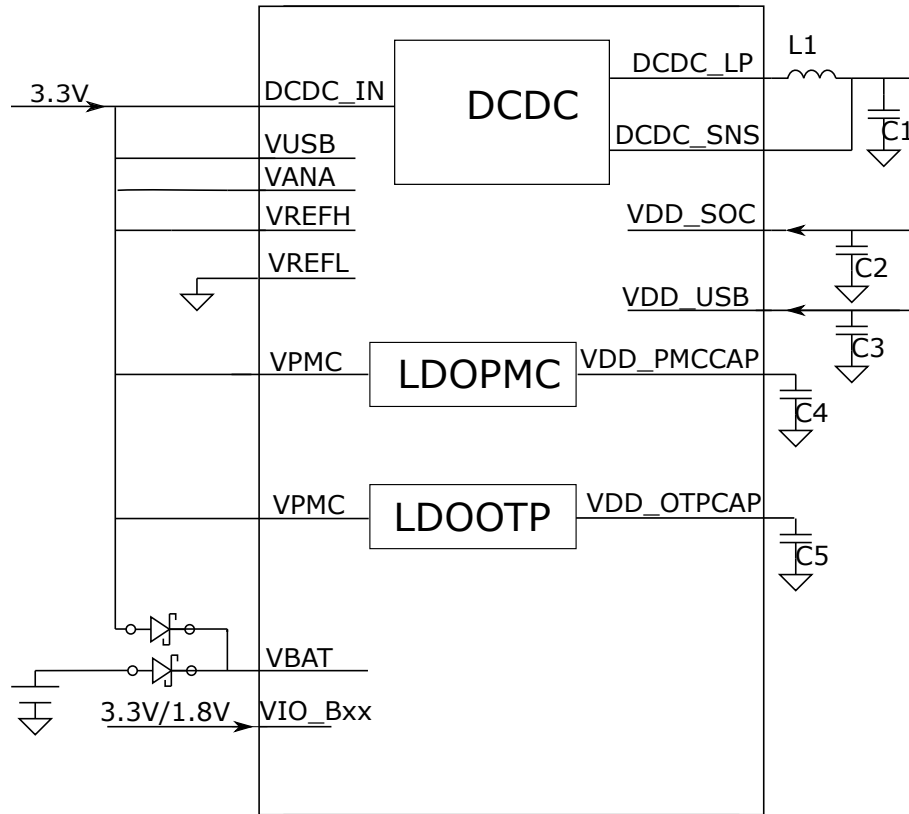 L1
DCDC_LP
3.3V
DCDC_IN
DCDC
C1
DCDC_SNS
VUSB
VANA
VREFH
VDD_SOC
VREFL
C2
VDD_USB
C3
VPMC
LDOPMC
VDD_PMCCAP
C4
VPMC
LDOOTP
VDD_OTPCAP
C5
VBAT
3.3V/1.8V
VIO_Bxx